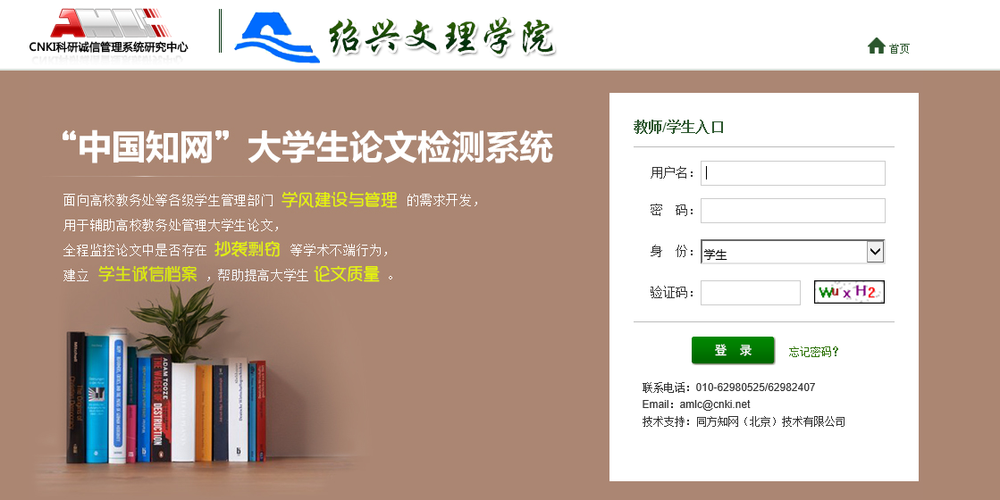 AMLC
CNKI科研诚信管理系统研究中心
绍兴文理学院
首页
“中国知网”大学生论文检测系统
面向高校教务处等各级学生管理部门 学风建设与管理 的需求开发，
用于辅助高校教务处管理大学生论文，
全程监控论文中是否存在 抄袭剽窃 等学术不端行为，
建立 学生诚信档案 ，帮助提高大学生 论文质量 。
ADAM TOOZE
THE WAGES OF DESTRUCTION
教师/学生入口
用户名：
密 码：
身 份： 学生
验证码： WuxH2
登 录 忘记密码?
联系电话：010-62980525/62982407
Email：amlc@cnki.net
技术支持：同方知网（北京）技术有限公司